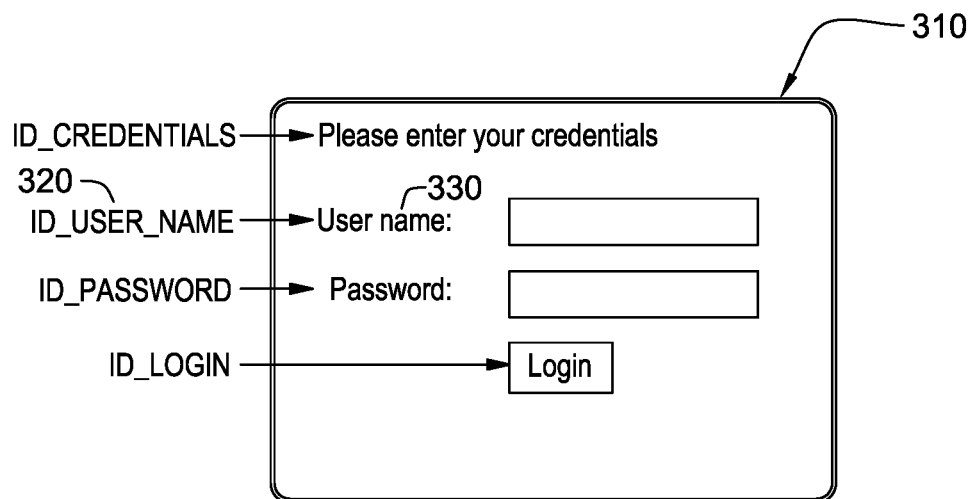 310
ID_CREDENTIALS Please enter your credentials
320 330
ID_USER_NAME User name:
ID_PASSWORD Password:
ID_LOGIN Login